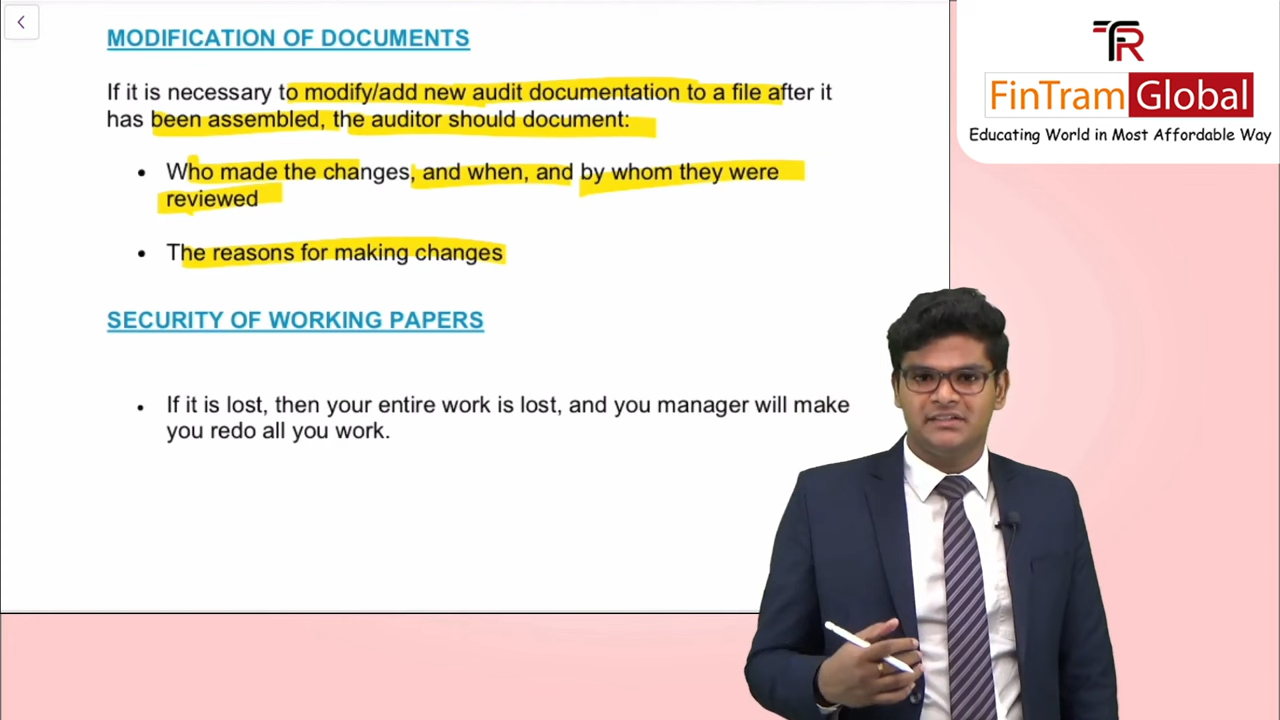 MODIFICATION OF DOCUMENTS
If it is necessary to modify/add new audit documentation to a file after it
has been assembled, the auditor should document:
• Who made the changes, and when, and by whom they were
reviewed
• The reasons for making changes
SECURITY OF WORKING PAPERS
• If it is lost, then your entire work is lost, and you manager will make
you redo all you work.
FR
FinTram Global
Educating World in Most Affordable Way